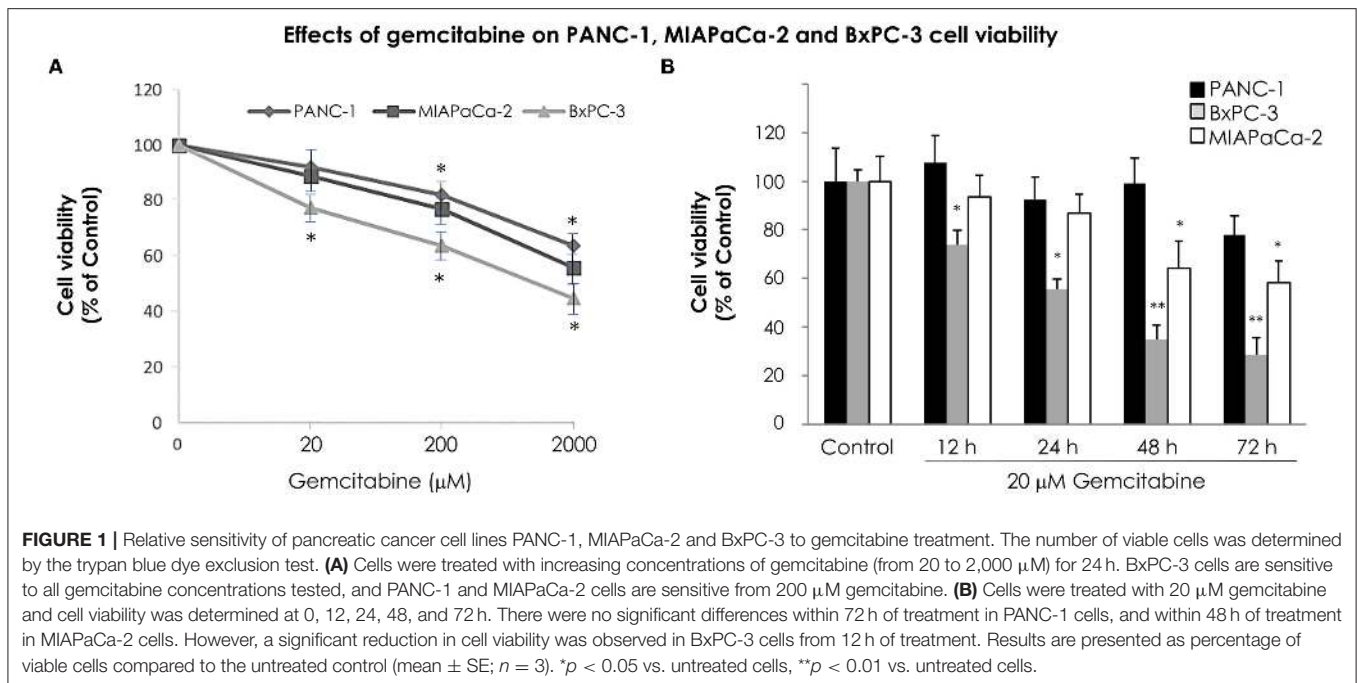 Effects of gemcitabine on PANC-1, MIAPaCa-2 and BxPC-3 cell viability
A
120
100
80
60
40
20
0
Cell viability
(% of Control)
PANC-1 MIAPaCa-2 BxPC-3
*
*
*
*
*
0 20 200 2000
Gemcitabine (μM)
B
PANC-1
BxPC-3
MIAPaCa-2
120
100
80
60
40
20
0
Cell viability
(% of Control)
*
*
**
*
**
*
Control 12 h 24 h 48 h 72 h
20 μM Gemcitabine
FIGURE 1 | Relative sensitivity of pancreatic cancer cell lines PANC-1, MIAPaCa-2 and BxPC-3 to gemcitabine treatment. The number of viable cells was determined
by the trypan blue dye exclusion test. (A) Cells were treated with increasing concentrations of gemcitabine (from 20 to 2,000 μM) for 24 h. BxPC-3 cells are sensitive
to all gemcitabine concentrations tested, and PANC-1 and MIAPaCa-2 cells are sensitive from 200 μM gemcitabine. (B) Cells were treated with 20 μM gemcitabine
and cell viability was determined at 0, 12, 24, 48, and 72 h. There were no significant differences within 72 h of treatment in PANC-1 cells, and within 48 h of treatment
in MIAPaCa-2 cells. However, a significant reduction in cell viability was observed in BxPC-3 cells from 12 h of treatment. Results are presented as percentage of
viable cells compared to the untreated control (mean ± SE; n = 3). *p < 0.05 vs. untreated cells, **p < 0.01 vs. untreated cells.